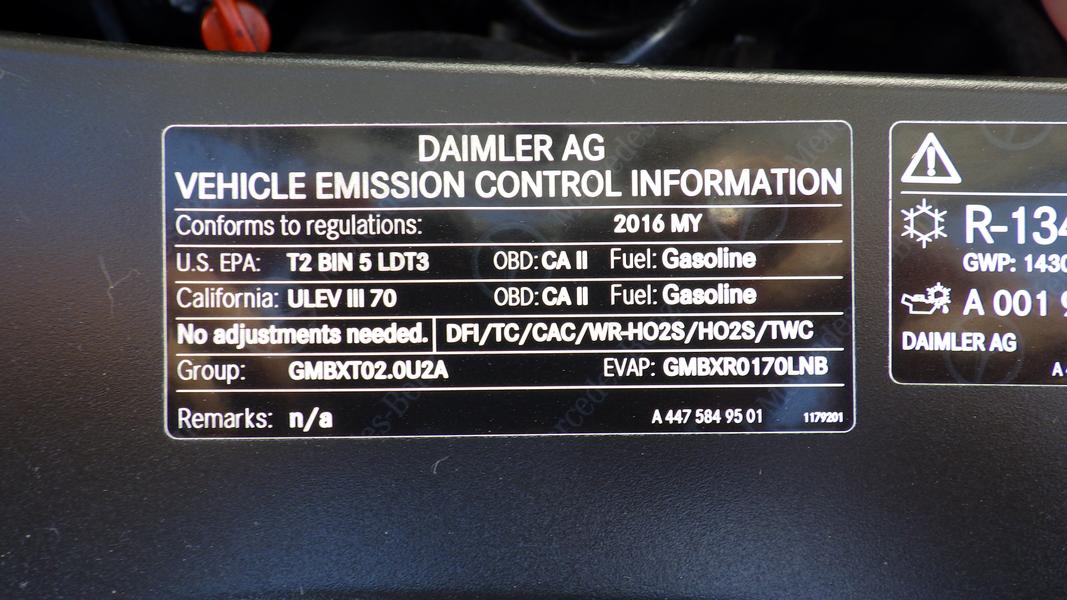 DAIMLER AG
VEHICLE EMISSION CONTROL INFORMATION
Conforms to regulations: 2016 MY
U.S. EPA: T2 BIN 5 LDT3 OBD: CA II Fuel: Gasoline
California: ULEV III 70 OBD: CA II Fuel: Gasoline
No adjustments needed. DFI/TC/CAC/WR-HO2S/HO2S/TWC
Group: GMBXT02.0U2A EVAP: GMBXR0170LNB
Remarks: n/a A 447 584 95 01 1179201
R-134
GWP: 1430
A 001 9
DAIMLER AG
A